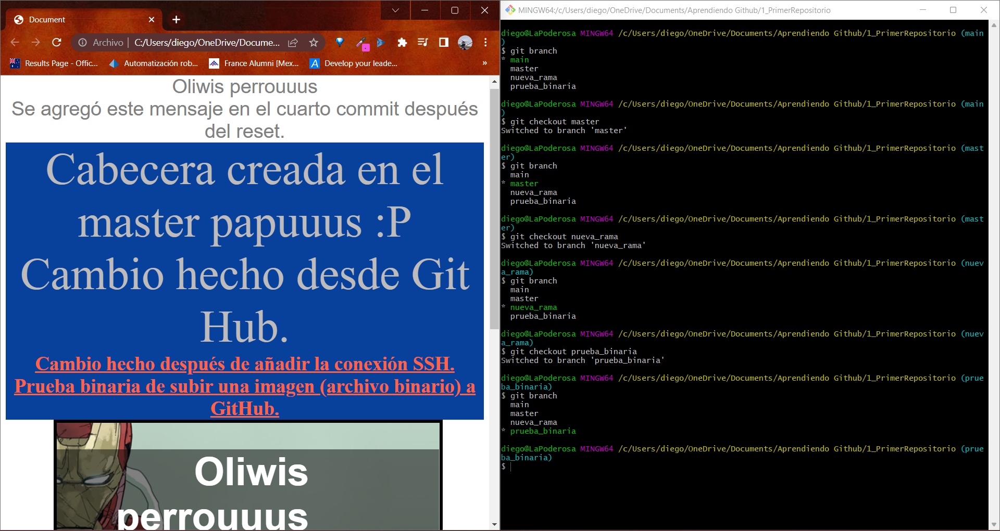 Document
Archivo
C:/Users/diego/OneDrive/Docume...
Results Page - Offic...
Automatización rob...
France Alumni [Mex...
Develop your leade...
»
Oliwis perrouuus
Se agregó este mensaje en el cuarto commit después
del reset.
Cabecera creada en el
master papuuus :P
Cambio hecho desde Git
Hub.
Cambio hecho después de añadir la conexión SSH.
Prueba binaria de subir una imagen (archivo binario) a
GitHub.
Oliwis
perrouuus
MINGW64:/c/Users/diego/OneDrive/Documents/Aprendiendo Github/1_PrimerRepositorio
diego@LaPoderosa MINGW64 /c/Users/diego/OneDrive/Documents/Aprendiendo Github/1_PrimerRepositorio (main
)
$ git branch
* main
master
nueva_rama
prueba_binaria
diego@LaPoderosa MINGW64 /c/Users/diego/OneDrive/Documents/Aprendiendo Github/1_PrimerRepositorio (main
)
$ git checkout master
Switched to branch 'master'
diego@LaPoderosa MINGW64 /c/Users/diego/OneDrive/Documents/Aprendiendo Github/1_PrimerRepositorio (mast
er)
$ git branch
main
* master
nueva_rama
prueba_binaria
diego@LaPoderosa MINGW64 /c/Users/diego/OneDrive/Documents/Aprendiendo Github/1_PrimerRepositorio (mast
er)
$ git checkout nueva_rama
Switched to branch 'nueva_rama'
diego@LaPoderosa MINGW64 /c/Users/diego/OneDrive/Documents/Aprendiendo Github/1_PrimerRepositorio (nuev
a_rama)
$ git branch
main
master
* nueva_rama
prueba_binaria
diego@LaPoderosa MINGW64 /c/Users/diego/OneDrive/Documents/Aprendiendo Github/1_PrimerRepositorio (nuev
a_rama)
$ git checkout prueba_binaria
Switched to branch 'prueba_binaria'
diego@LaPoderosa MINGW64 /c/Users/diego/OneDrive/Documents/Aprendiendo Github/1_PrimerRepositorio (prue
ba_binaria)
$ git branch
main
master
nueva_rama
* prueba_binaria
diego@LaPoderosa MINGW64 /c/Users/diego/OneDrive/Documents/Aprendiendo Github/1_PrimerRepositorio (prue
ba_binaria)
$